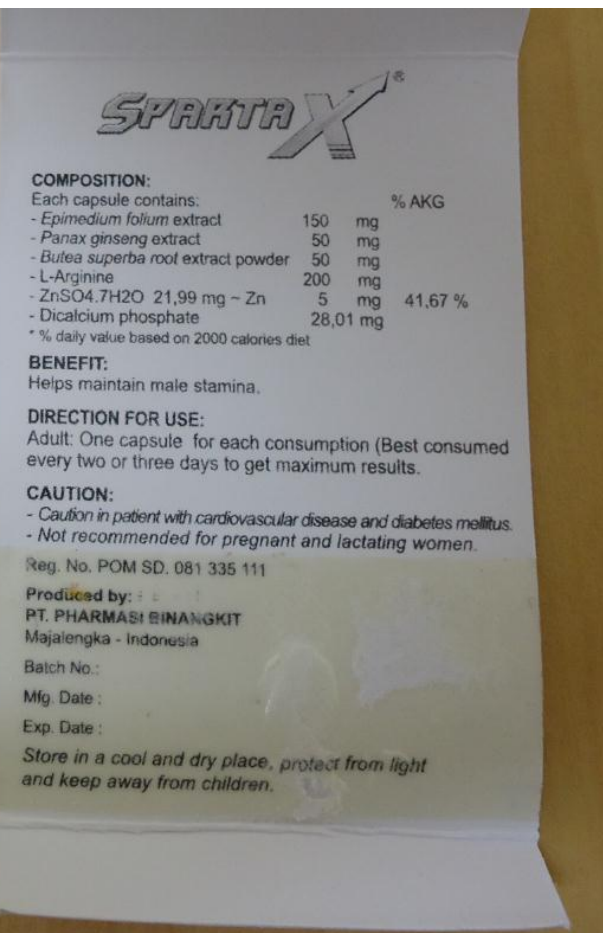 SPARTAX®
COMPOSITION:
Each capsule contains: % AKG
- Epimedium folium extract 150 mg
- Panax ginseng extract 50 mg
- Butea superba root extract powder 50 mg
- L-Arginine 200 mg
- ZnSO4.7H2O 21,99 mg ~ Zn 5 mg 41,67 %
- Dicalcium phosphate 28,01 mg
* % daily value based on 2000 calories diet
BENEFIT:
Helps maintain male stamina.
DIRECTION FOR USE:
Adult: One capsule for each consumption (Best consumed
every two or three days to get maximum results.
CAUTION:
- Caution in patient with cardiovascular disease and diabetes mellitus.
- Not recommended for pregnant and lactating women.
Reg. No. POM SD. 081 335 111
Produced by:
PT. PHARMASI BINANGKIT
Majalengka - Indonesia
Batch No.:
Mfg. Date :
Exp. Date :
Store in a cool and dry place, protect from light
and keep away from children.